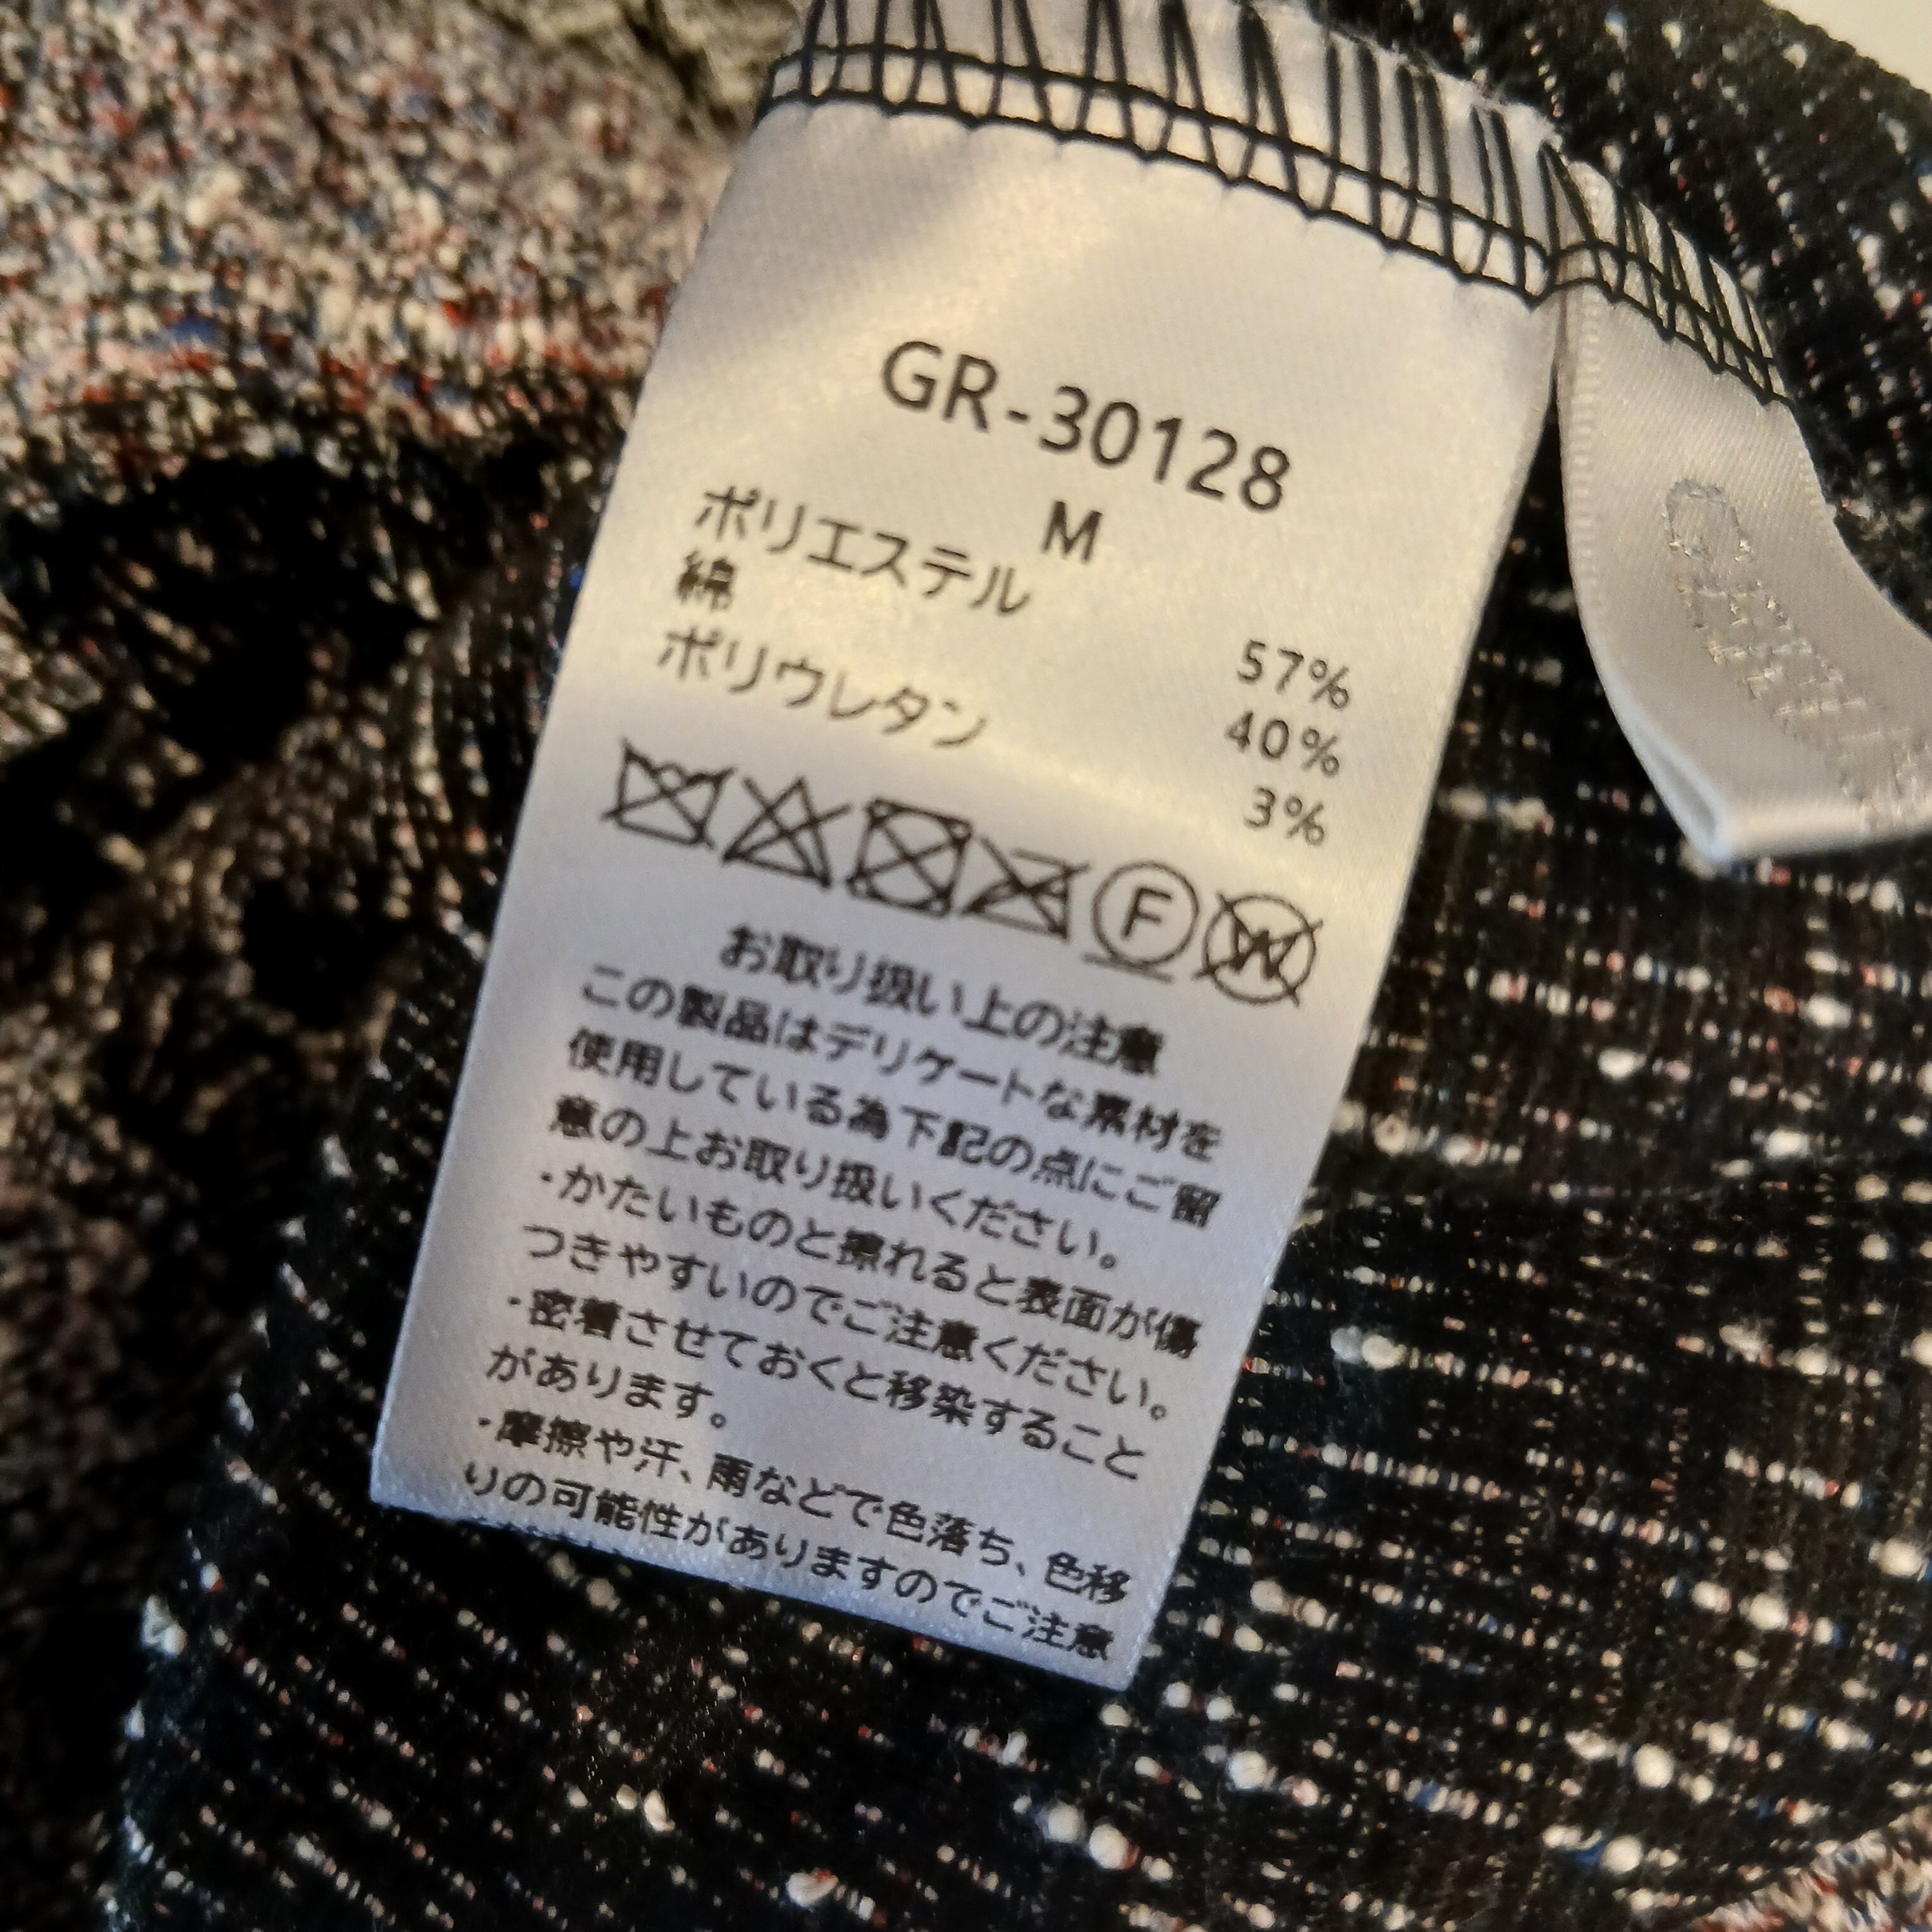 GR-30128
M
ポリエステル 57%
綿 40%
ポリウレタン 3%
F W
お取り扱い上の注意
この製品はデリケートな素材を
使用している為下記の点にご留
意の上お取り扱いください。
・かたいものと擦れると表面が傷
つきやすいのでご注意ください。
・密着させておくと移染すること
があります。
・摩擦や汗、雨などで色落ち、色移
りの可能性がありますのでご注意